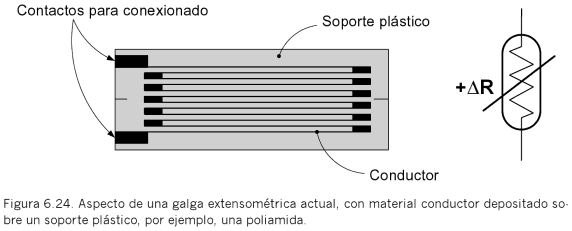 Contactos para conexionado
Soporte plástico
+ΔR
Conductor
Figura 6.24. Aspecto de una galga extensométrica actual, con material conductor depositado so-
bre un soporte plástico, por ejemplo, una poliamida.